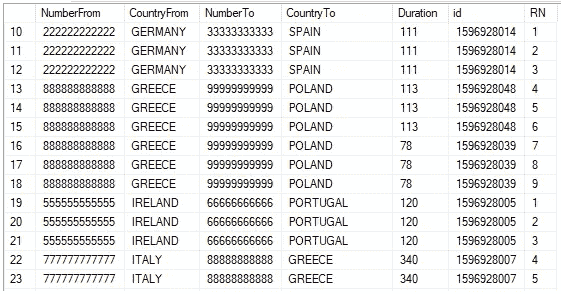 NumberFrom CountryFrom NumberTo CountryTo Duration id RN
10 222222222222 GERMANY 33333333333 SPAIN 111 1596928014 1
11 222222222222 GERMANY 33333333333 SPAIN 111 1596928014 2
12 222222222222 GERMANY 33333333333 SPAIN 111 1596928014 3
13 888888888888 GREECE 99999999999 POLAND 113 1596928048 4
14 888888888888 GREECE 99999999999 POLAND 113 1596928048 5
15 888888888888 GREECE 99999999999 POLAND 113 1596928048 6
16 888888888888 GREECE 99999999999 POLAND 78 1596928039 7
17 888888888888 GREECE 99999999999 POLAND 78 1596928039 8
18 888888888888 GREECE 99999999999 POLAND 78 1596928039 9
19 555555555555 IRELAND 66666666666 PORTUGAL 120 1596928005 1
20 555555555555 IRELAND 66666666666 PORTUGAL 120 1596928005 2
21 555555555555 IRELAND 66666666666 PORTUGAL 120 1596928005 3
22 777777777777 ITALY 88888888888 GREECE 340 1596928007 4
23 777777777777 ITALY 88888888888 GREECE 340 1596928007 5